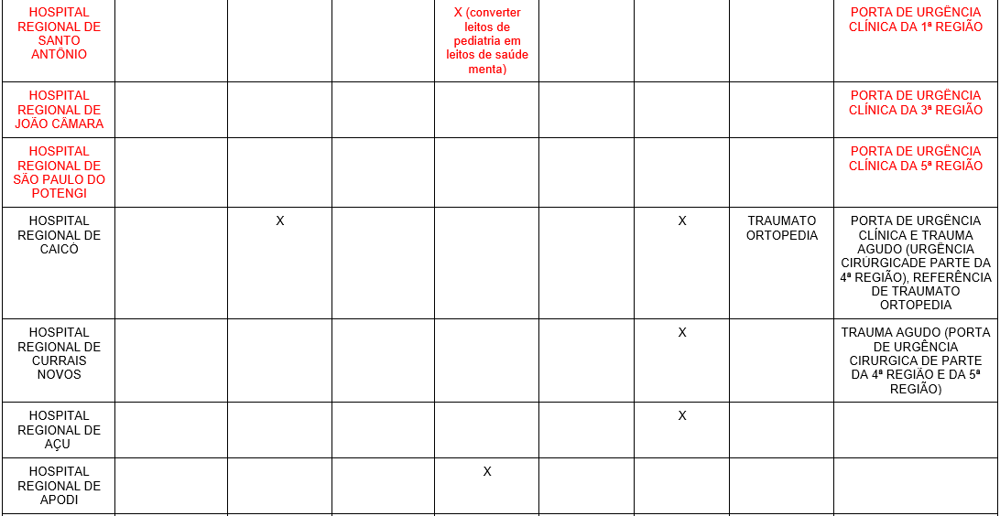 HOSPITAL
REGIONAL DE
SANTO
ANTÔNIO
X (converter
leitos de
pediatria em
leitos de saúde
menta)
PORTA DE URGÊNCIA
CLÍNICA DA 1ª REGIÃO
HOSPITAL
REGIONAL DE
JOÃO CÂMARA
PORTA DE URGÊNCIA
CLÍNICA DA 3ª REGIÃO
HOSPITAL
REGIONAL DE
SÃO PAULO DO
POTENGI
PORTA DE URGÊNCIA
CLÍNICA DA 5ª REGIÃO
HOSPITAL
REGIONAL DE
CAICÓ
X
X
TRAUMATO
ORTOPEDIA
PORTA DE URGÊNCIA
CLÍNICA E TRAUMA
AGUDO (URGÊNCIA
CIRÚRGICADE PARTE DA
4ª REGIÃO), REFERÊNCIA
DE TRAUMATO
ORTOPEDIA
HOSPITAL
REGIONAL DE
CURRAIS
NOVOS
X
TRAUMA AGUDO (PORTA
DE URGÊNCIA
CIRURGICA DE PARTE
DA 4ª REGIÃO E DA 5ª
REGIÃO)
HOSPITAL
REGIONAL DE
AÇU
X
HOSPITAL
REGIONAL DE
APODI
X